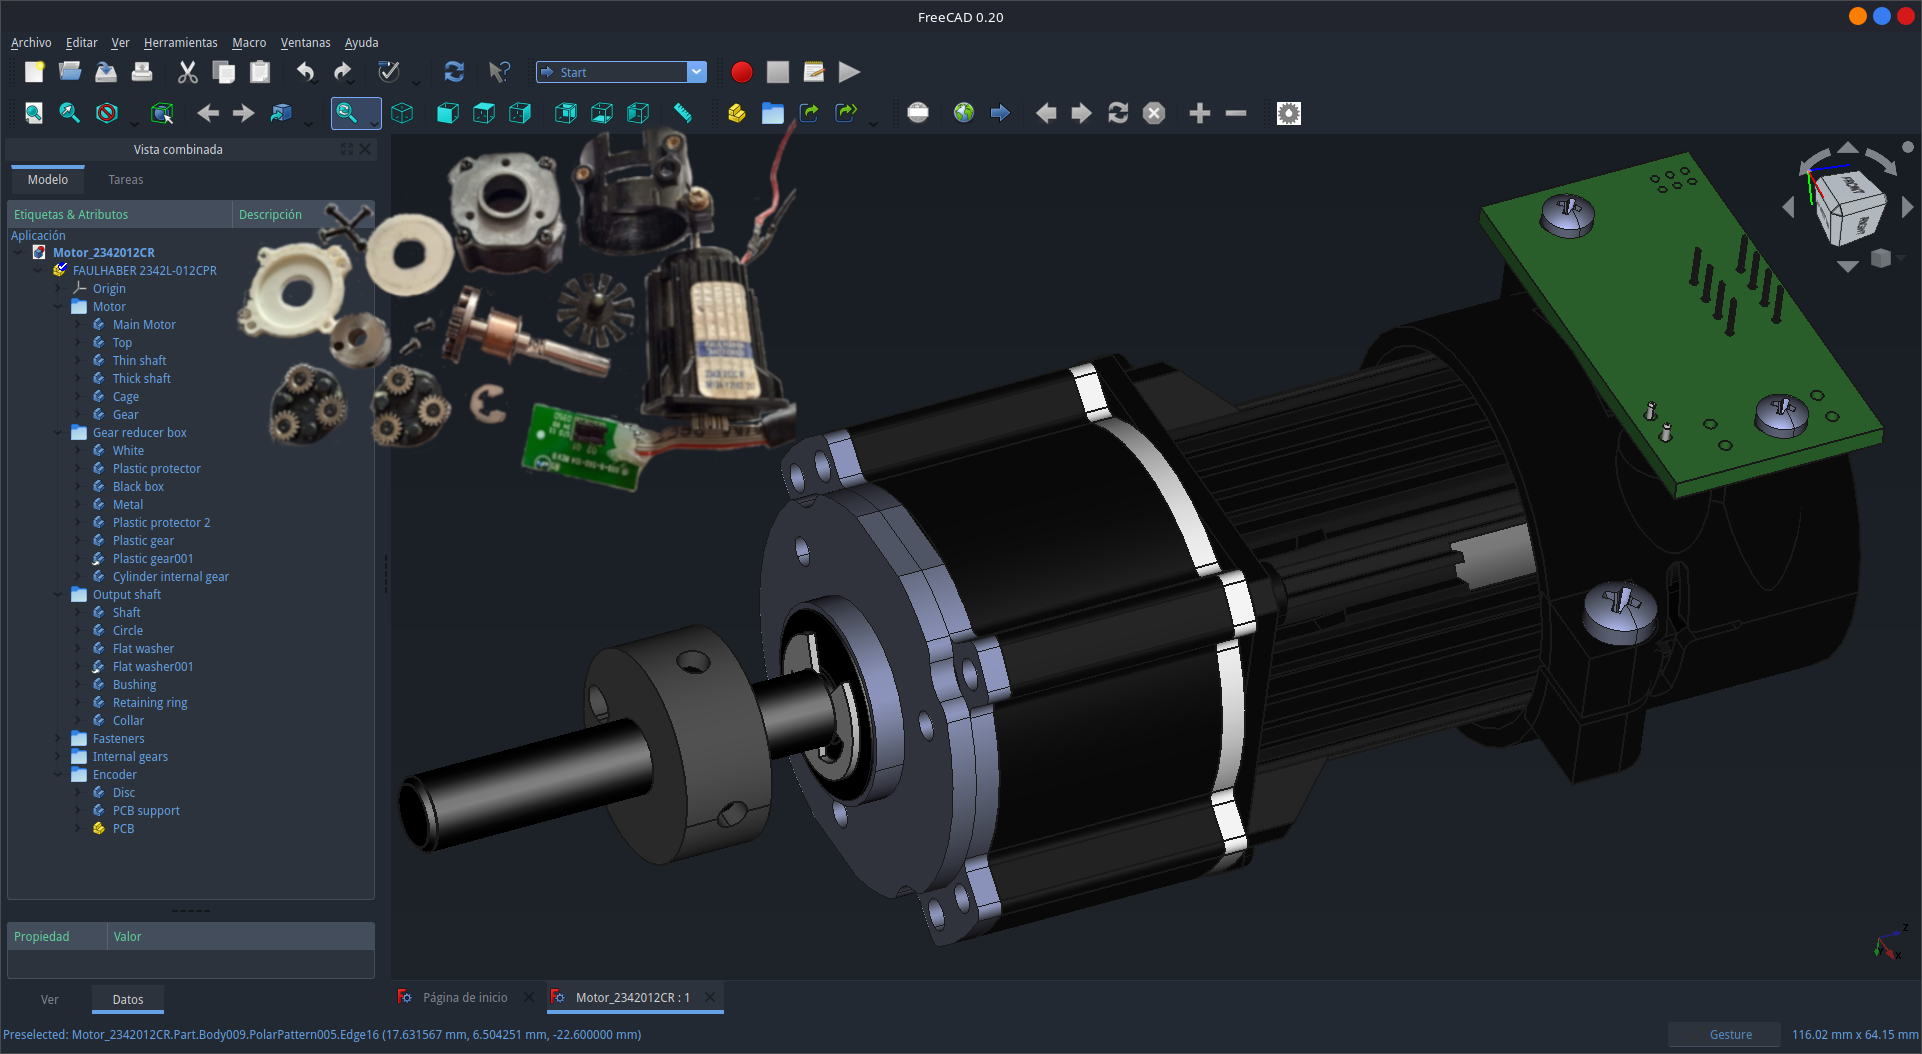 FreeCAD 0.20
Archivo Editar Ver Herramientas Macro Ventanas Ayuda
Start
Vista combinada
Modelo Tareas
Etiquetas & Atributos Descripción
Aplicación
Motor_2342012CR
FAULHABER 2342L-012CPR
Origin
Motor
Main Motor
Top
Thin shaft
Thick shaft
Cage
Gear
Gear reducer box
White
Plastic protector
Black box
Metal
Plastic protector 2
Plastic gear
Plastic gear001
Cylinder internal gear
Output shaft
Shaft
Circle
Flat washer
Flat washer001
Bushing
Retaining ring
Collar
Fasteners
Internal gears
Encoder
Disc
PCB support
PCB
Propiedad Valor
Ver Datos
FRONT
RIGHT
Z
X
Página de inicio
Motor_2342012CR : 1
Preselected: Motor_2342012CR.Part.Body009.PolarPattern005.Edge16 (17.631567 mm, 6.504251 mm, -22.600000 mm)
Gesture 116.02 mm x 64.15 mm